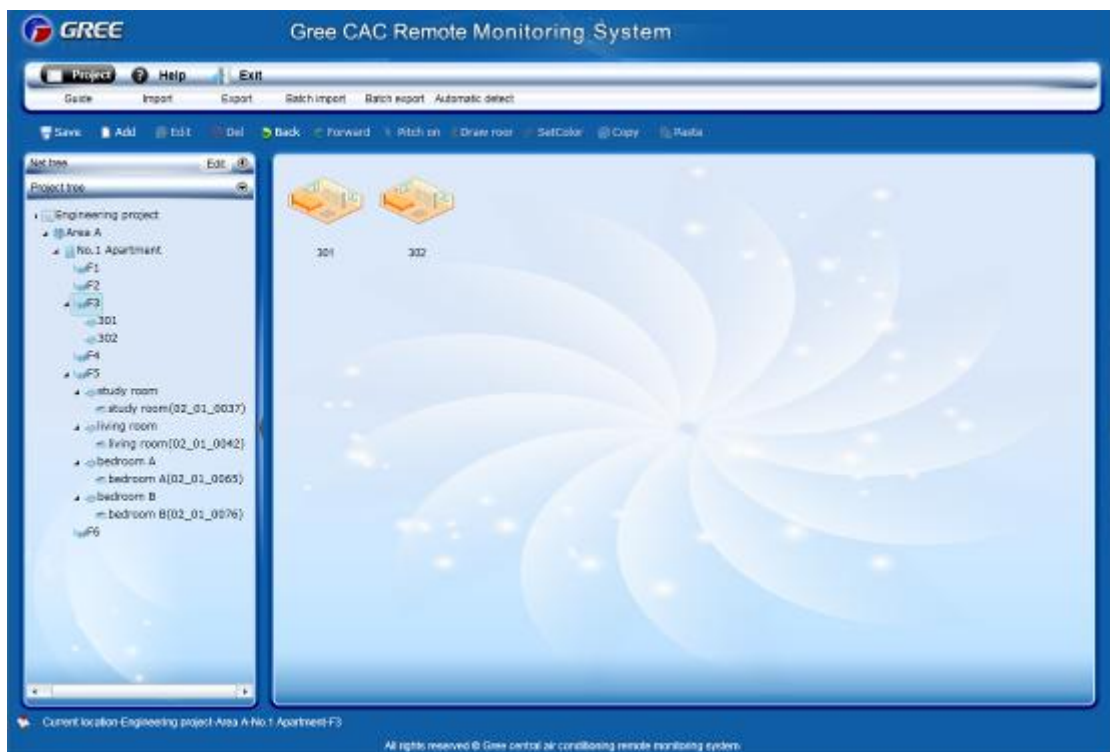 GREE Gree CAC Remote Monitoring System
Project Help Exit
Guide Import Export Batch import Batch export Automatic detect
Save Add Edit Del Back Forward Pitch on Draw roor SetColor Copy Pasta
Net tree Edit
Project tree
Engineering project
Area A
No.1 Apartment
F1
F2
F3
301
302
F4
F5
study room
study room(02_01_0037)
living room
living room(02_01_0042)
bedroom A
bedroom A(02_01_0065)
bedroom B
bedroom B(02_01_0076)
F6
301 302
Current location-Engineering project-Area A-No.1 Apartment-F3
All rights reserved © Gree central air conditioning remote monitoring system